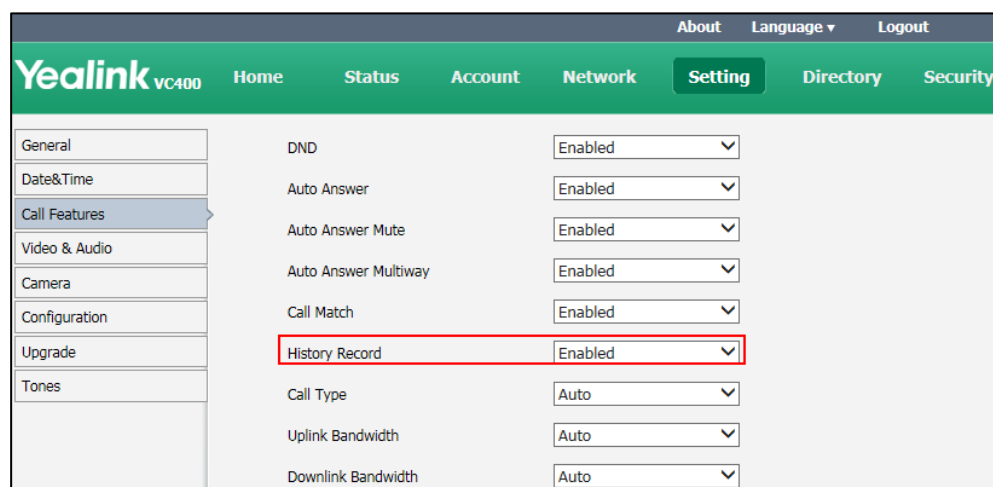 About Language ▾ Logout
Yealink VC400 Home Status Account Network Setting Directory Security
General
Date&Time
Call Features
Video & Audio
Camera
Configuration
Upgrade
Tones
DND Enabled
Auto Answer Enabled
Auto Answer Mute Enabled
Auto Answer Multiway Enabled
Call Match Enabled
History Record Enabled
Call Type Auto
Uplink Bandwidth Auto
Downlink Bandwidth Auto